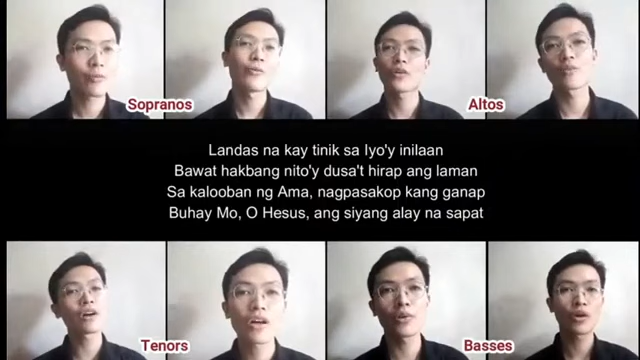 Sopranos
Altos
Landas na kay tinik sa Iyo'y inilaan
Bawat hakbang nito'y dusa't hirap ang laman
Sa kalooban ng Ama, nagpasakop kang ganap
Buhay Mo, O Hesus, ang siyang alay na sapat
Tenors
Basses